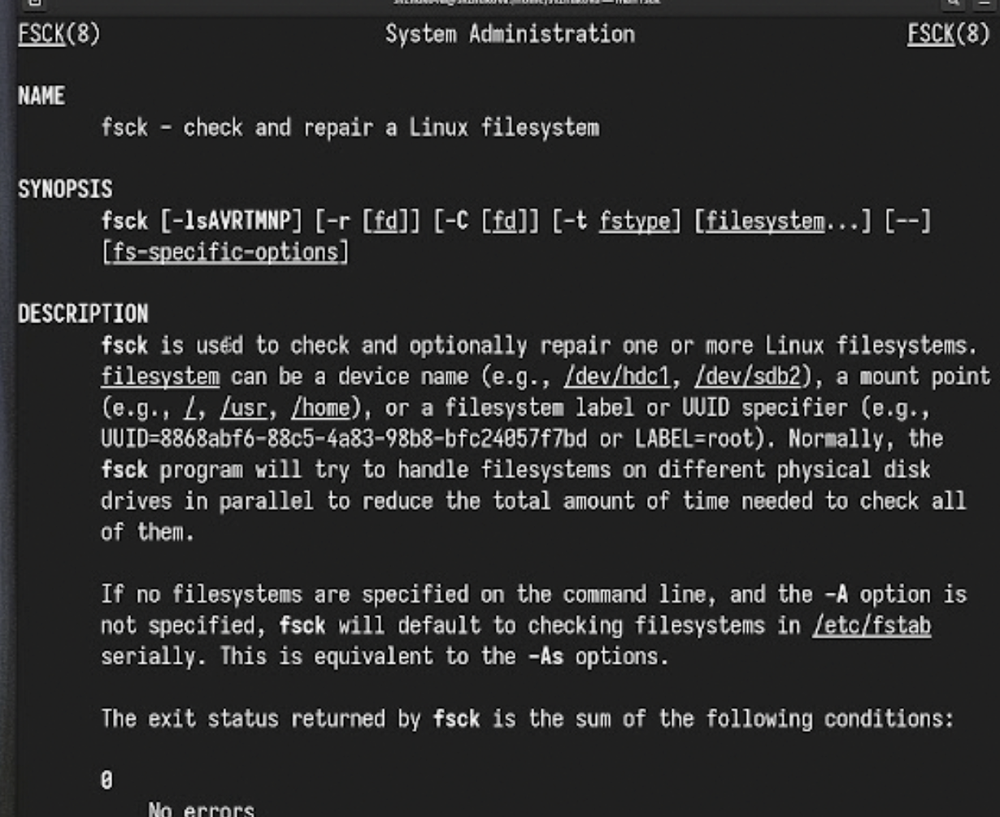 FSCK(8) System Administration FSCK(8)
NAME
fsck - check and repair a Linux filesystem
SYNOPSIS
fsck [-lsAVRTMNP] [-r [fd]] [-C [fd]] [-t fstype] [filesystem...] [--]
[fs-specific-options]
DESCRIPTION
fsck is used to check and optionally repair one or more Linux filesystems.
filesystem can be a device name (e.g., /dev/hdc1, /dev/sdb2), a mount point
(e.g., /, /usr, /home), or a filesystem label or UUID specifier (e.g.,
UUID=8868abf6-88c5-4a83-98b8-bfc24057f7bd or LABEL=root). Normally, the
fsck program will try to handle filesystems on different physical disk
drives in parallel to reduce the total amount of time needed to check all
of them.
If no filesystems are specified on the command line, and the -A option is
not specified, fsck will default to checking filesystems in /etc/fstab
serially. This is equivalent to the -As options.
The exit status returned by fsck is the sum of the following conditions:
0
No errors